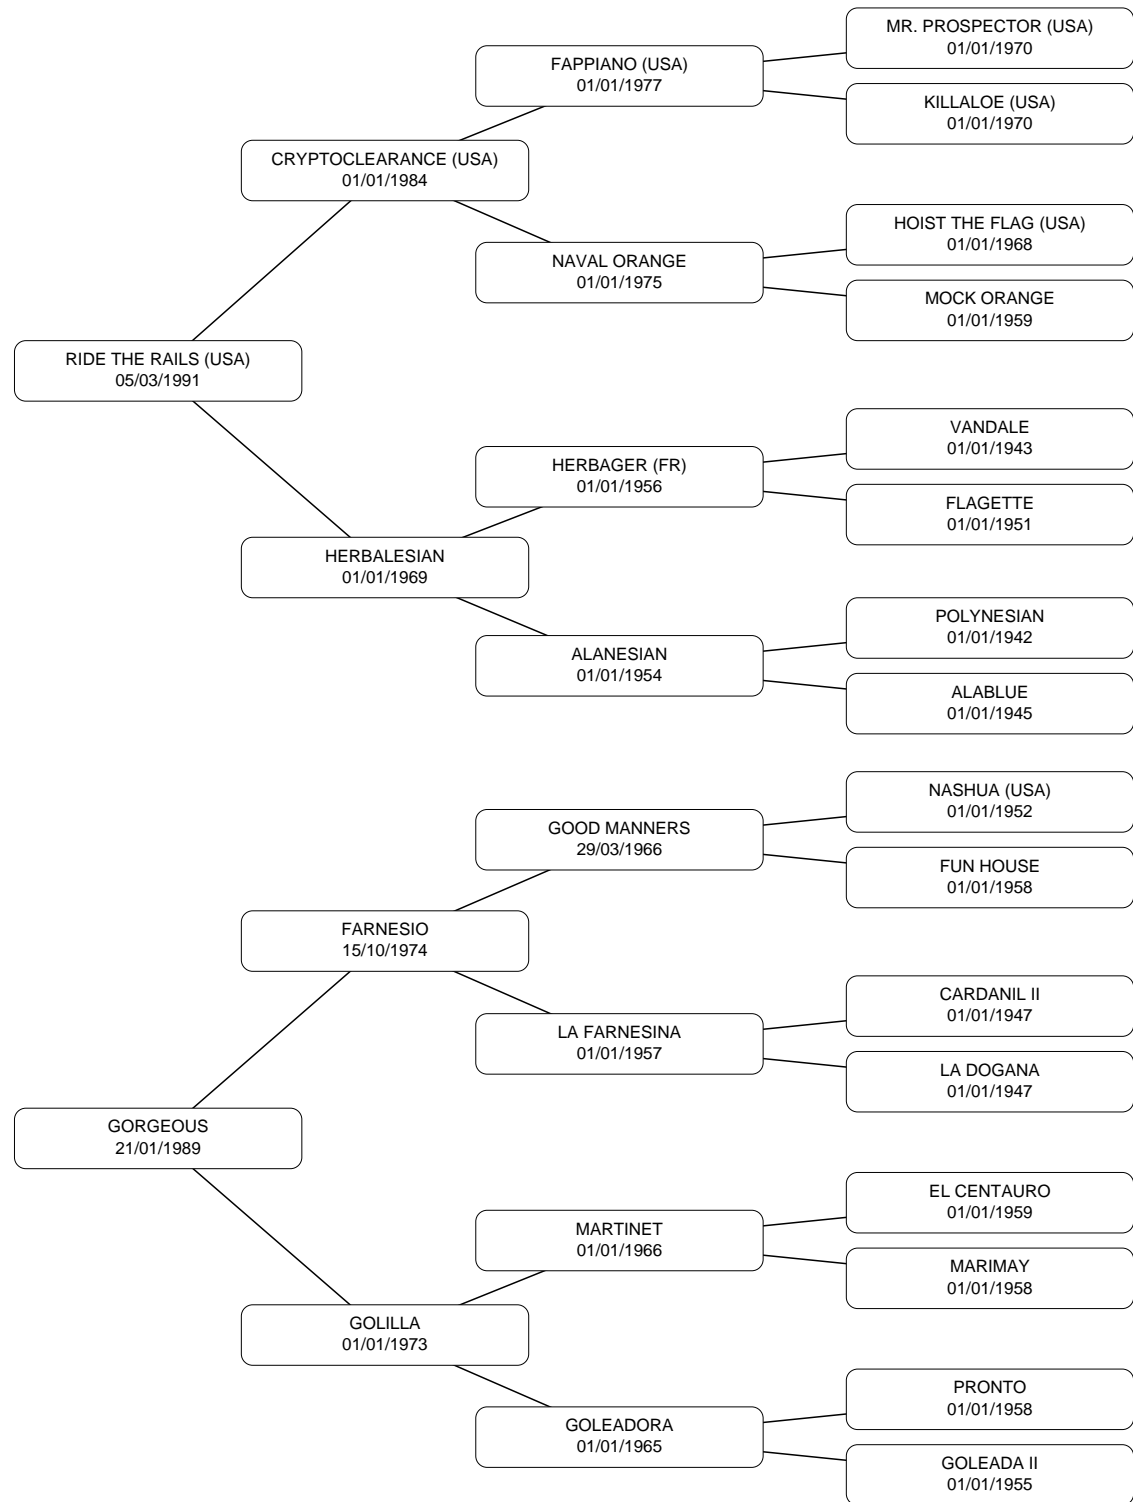 MR. PROSPECTOR (USA)
01/01/1970
FAPPIANO (USA)
01/01/1977
KILLALOE (USA)
01/01/1970
CRYPTOCLEARANCE (USA)
01/01/1984
HOIST THE FLAG (USA)
01/01/1968
NAVAL ORANGE
01/01/1975
MOCK ORANGE
01/01/1959
RIDE THE RAILS (USA)
05/03/1991
VANDALE
01/01/1943
HERBAGER (FR)
01/01/1956
FLAGETTE
01/01/1951
HERBALESIAN
01/01/1969
POLYNESIAN
01/01/1942
ALANESIAN
01/01/1954
ALABLUE
01/01/1945
NASHUA (USA)
01/01/1952
GOOD MANNERS
29/03/1966
FUN HOUSE
01/01/1958
FARNESIO
15/10/1974
CARDANIL II
01/01/1947
LA FARNESINA
01/01/1957
LA DOGANA
01/01/1947
GORGEOUS
21/01/1989
EL CENTAURO
01/01/1959
MARTINET
01/01/1966
MARIMAY
01/01/1958
GOLILLA
01/01/1973
PRONTO
01/01/1958
GOLEADORA
01/01/1965
GOLEADA II
01/01/1955